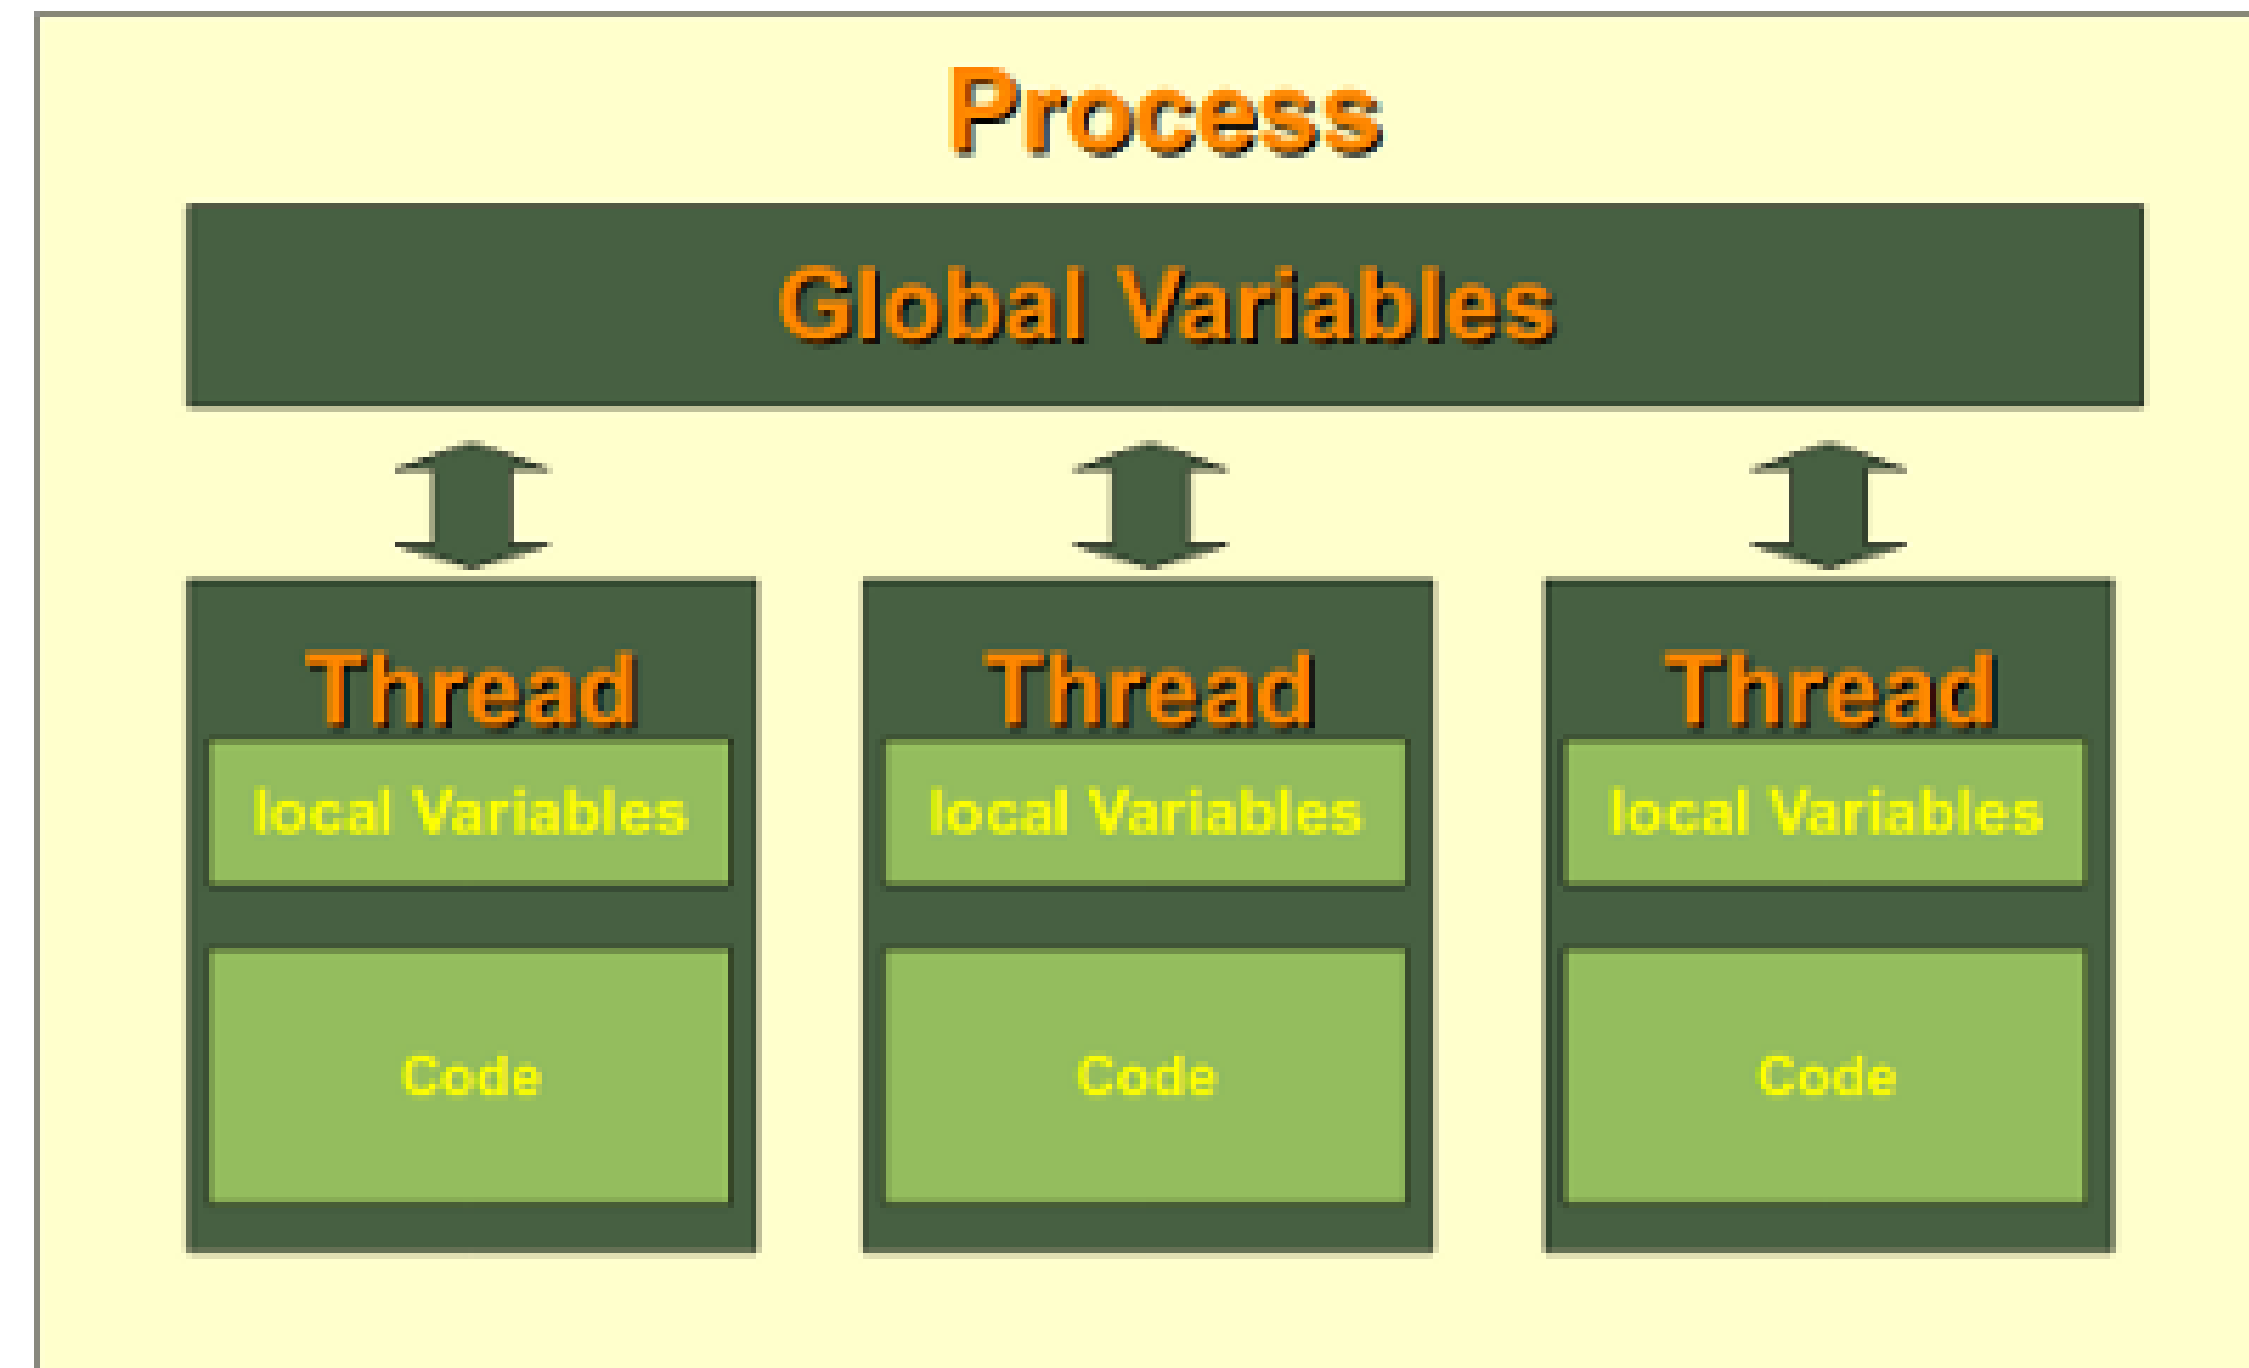 Process
Global Variables
Thread
local Variables
Code
Thread
local Variables
Code
Thread
local Variables
Code